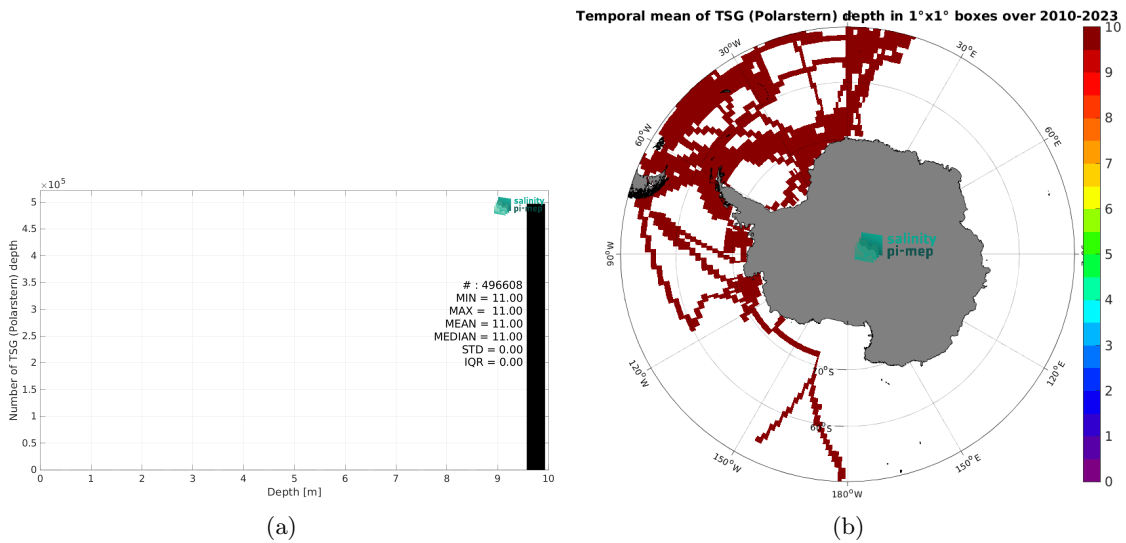 Temporal mean of TSG (Polarstern) depth in 1°x1° boxes over 2010-2023
×10⁵
5
4.5
4
3.5
3
2.5
2
1.5
1
0.5
0
Number of TSG (Polarstern) depth
salinity
pi-mep
# : 496608
MIN = 11.00
MAX = 11.00
MEAN = 11.00
MEDIAN = 11.00
STD = 0.00
IQR = 0.00
0 1 2 3 4 5 6 7 8 9 10
Depth [m]
(a)
30°W
30°E
60°W
60°E
90°W
salinity
pi-mep
120°W
120°E
150°W
150°E
180°W
60°S
10
9
8
7
6
5
4
3
2
1
0
(b)